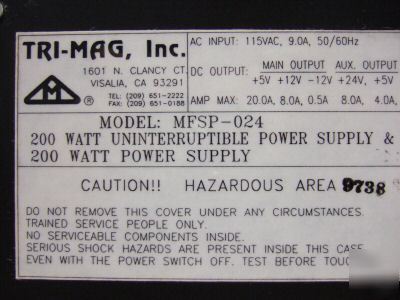 TRI-MAG, Inc.
1601 N. CLANCY CT.
VISALIA, CA 93291
TEL: (209) 651-2222
FAX: (209) 651-0188
AC INPUT: 115VAC, 9.0A, 50/60Hz
MAIN OUTPUT AUX. OUTPUT
DC OUTPUT: +5V +12V -12V +24V, +5V
AMP MAX: 20.0A, 8.0A, 0.5A 8.0A, 4.0A,
MODEL: MFSP-024
200 WATT UNINTERRUPTIBLE POWER SUPPLY &
200 WATT POWER SUPPLY
CAUTION!! HAZARDOUS AREA 9738
DO NOT REMOVE THIS COVER UNDER ANY CIRCUMSTANCES.
TRAINED SERVICE PEOPLE ONLY.
NO SERVICEABLE COMPONENTS INSIDE.
SERIOUS SHOCK HAZARDS ARE PRESENT INSIDE THIS CASE
EVEN WITH THE POWER SWITCH OFF. TEST BEFORE TOUC